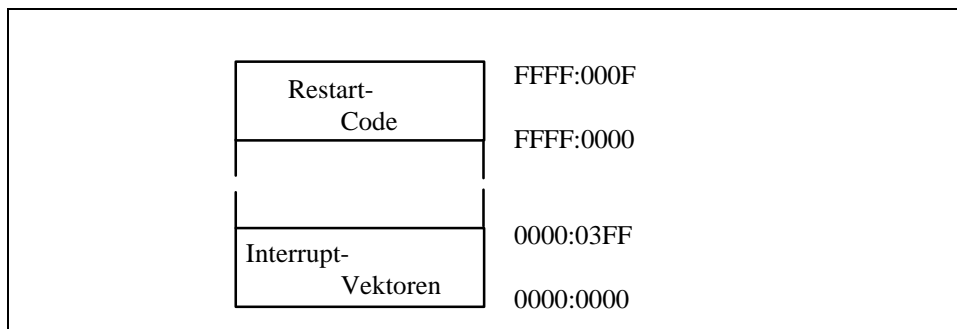 Restart-
Code
FFFF:000F
FFFF:0000
Interrupt-
Vektoren
0000:03FF
0000:0000